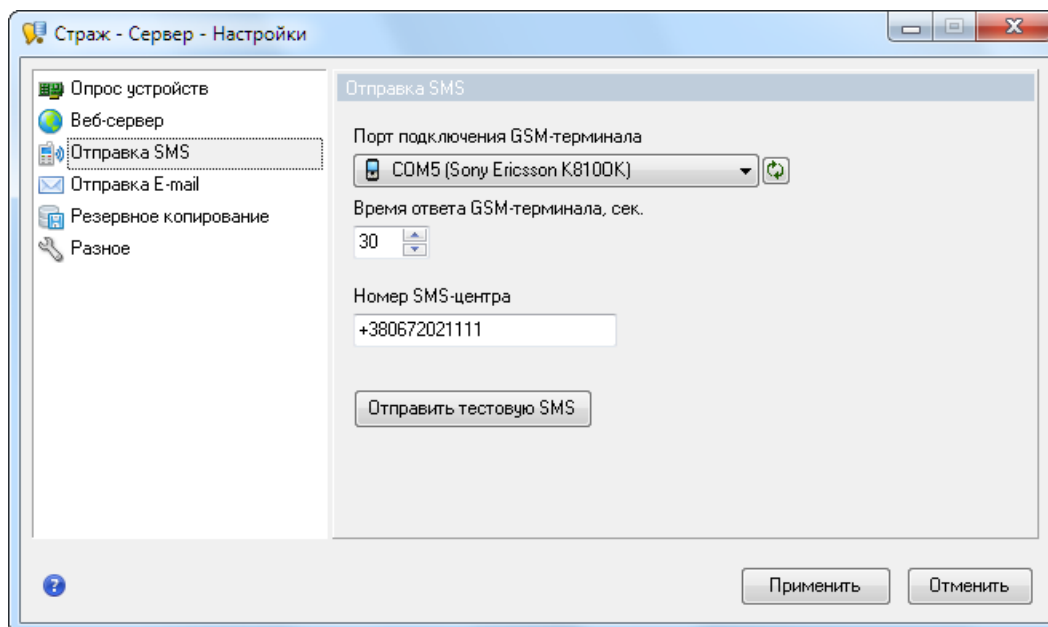 Страж - Сервер - Настройки
Опрос устройств
Веб-сервер
Отправка SMS
Отправка E-mail
Резервное копирование
Разное
Отправка SMS
Порт подключения GSM-терминала
COM5 (Sony Ericsson K810OK)
Время ответа GSM-терминала, сек.
30
Номер SMS-центра
+380672021111
Отправить тестовую SMS
?
Применить
Отменить